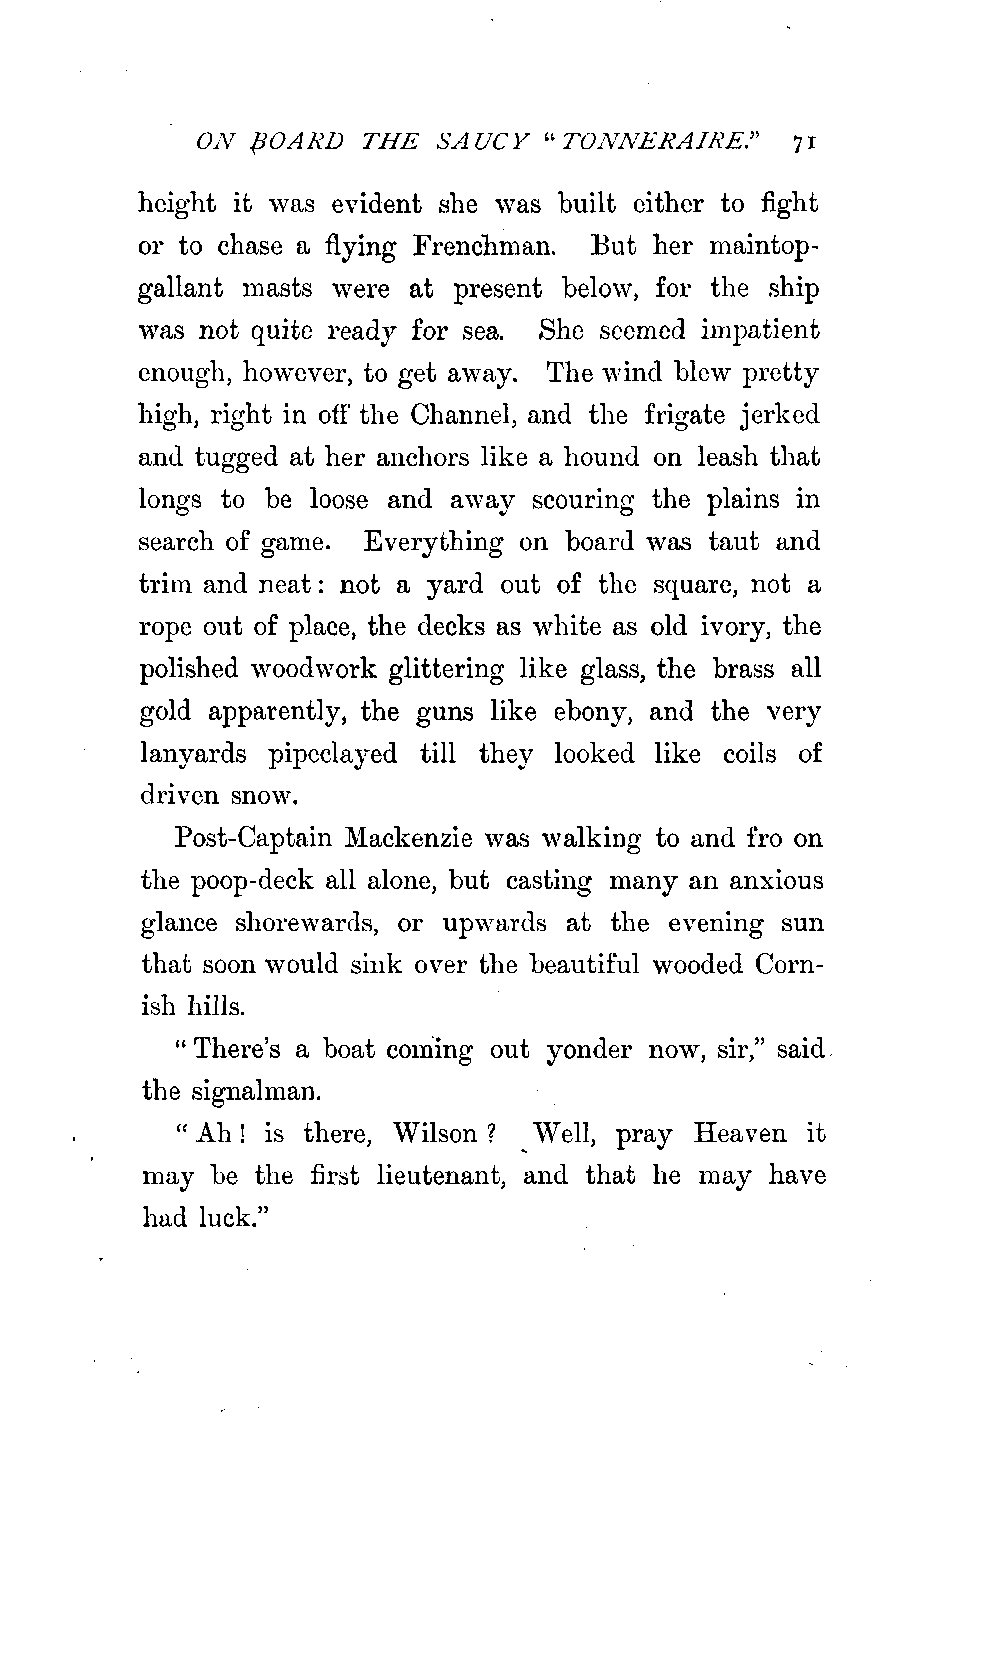 ON BOARD THE SAUCY "TONNERAIRE." 71
height it was evident she was built either to fight
or to chase a flying Frenchman. But her maintop-
gallant masts were at present below, for the ship
was not quite ready for sea. She seemed impatient
enough, however, to get away. The wind blew pretty
high, right in off the Channel, and the frigate jerked
and tugged at her anchors like a hound on leash that
longs to be loose and away scouring the plains in
search of game. Everything on board was taut and
trim and neat: not a yard out of the square, not a
rope out of place, the decks as white as old ivory, the
polished woodwork glittering like glass, the brass all
gold apparently, the guns like ebony, and the very
lanyards pipeclayed till they looked like coils of
driven snow.
Post-Captain Mackenzie was walking to and fro on
the poop-deck all alone, but casting many an anxious
glance shorewards, or upwards at the evening sun
that soon would sink over the beautiful wooded Corn-
ish hills.
"There's a boat coming out yonder now, sir," said
the signalman.
"Ah! is there, Wilson? Well, pray Heaven it
may be the first lieutenant, and that he may have
had luck."